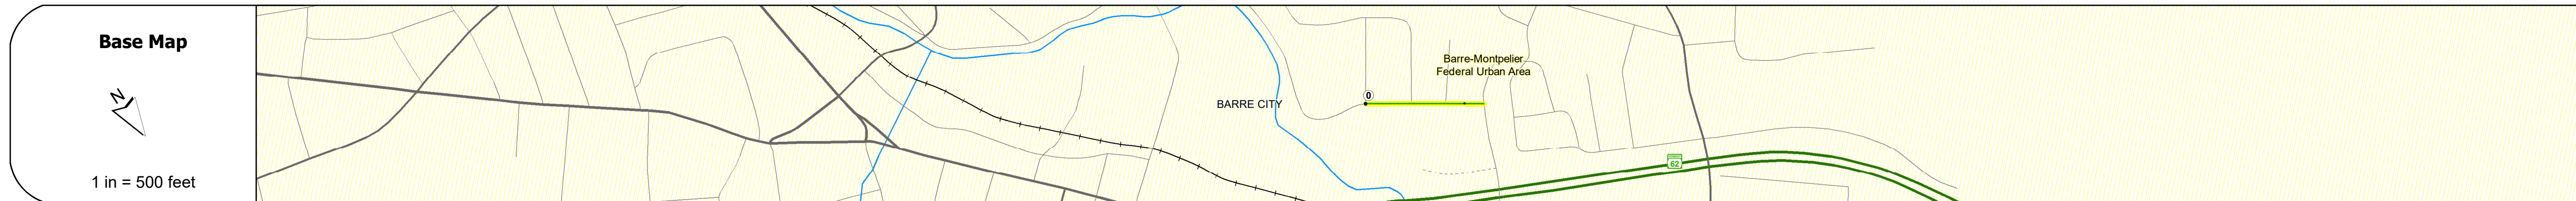 Base Map
N
1 in = 500 feet
BARRE CITY
0
Barre-Montpelier
Federal Urban Area
62